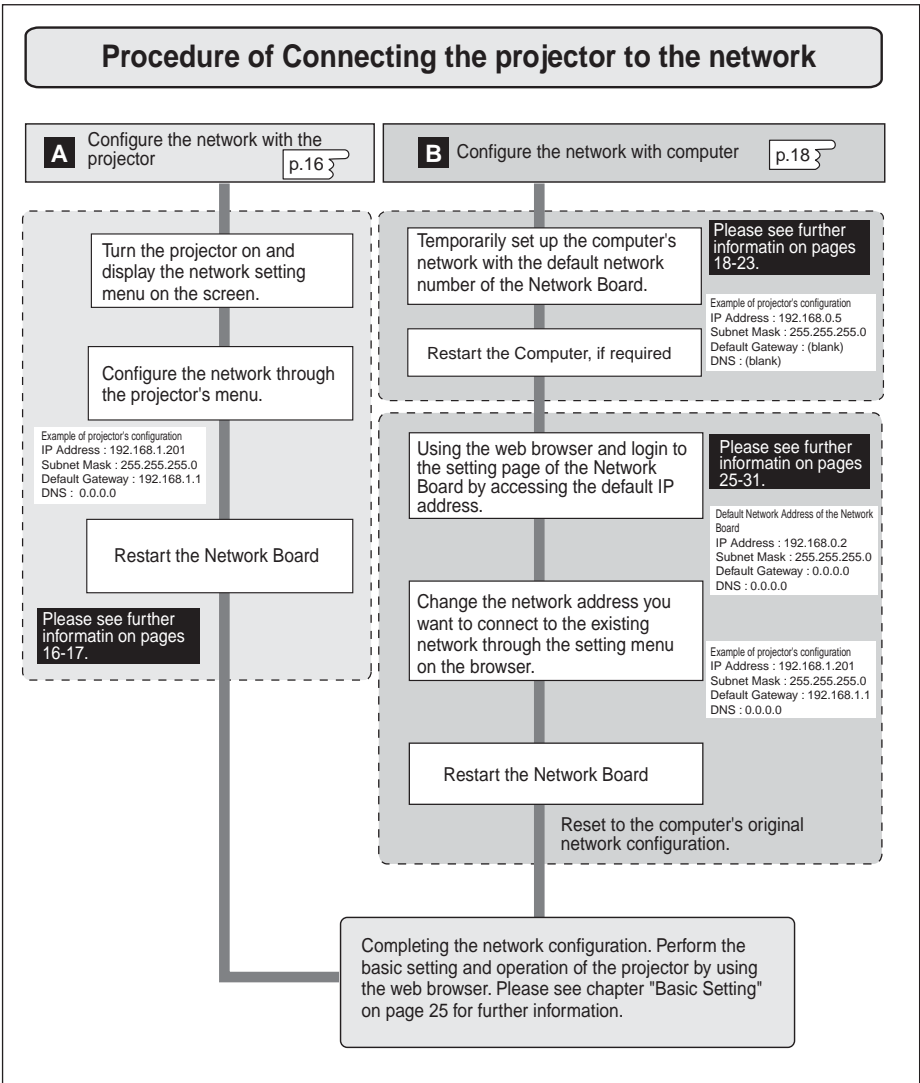 Procedure of Connecting the projector to the network
A
Configure the network with the
projector
p.16
Turn the projector on and
display the network setting
menu on the screen.
Configure the network through
the projector's menu.
Example of projector's configuration
IP Address : 192.168.1.201
Subnet Mask : 255.255.255.0
Default Gateway : 192.168.1.1
DNS : 0.0.0.0
Restart the Network Board
Please see further
informatin on pages
16-17.
B
Configure the network with computer
p.18
Temporarily set up the computer's
network with the default network
number of the Network Board.
Please see further
informatin on pages
18-23.
Example of projector's configuration
IP Address : 192.168.0.5
Subnet Mask : 255.255.255.0
Default Gateway : (blank)
DNS : (blank)
Restart the Computer, if required
Using the web browser and login to
the setting page of the Network
Board by accessing the default IP
address.
Please see further
informatin on pages
25-31.
Default Network Address of the Network
Board
IP Address : 192.168.0.2
Subnet Mask : 255.255.255.0
Default Gateway : 0.0.0.0
DNS : 0.0.0.0
Change the network address you
want to connect to the existing
network through the setting menu
on the browser.
Example of projector's configuration
IP Address : 192.168.1.201
Subnet Mask : 255.255.255.0
Default Gateway : 192.168.1.1
DNS : 0.0.0.0
Restart the Network Board
Reset to the computer's original
network configuration.
Completing the network configuration. Perform the
basic setting and operation of the projector by using
the web browser. Please see chapter "Basic Setting"
on page 25 for further information.